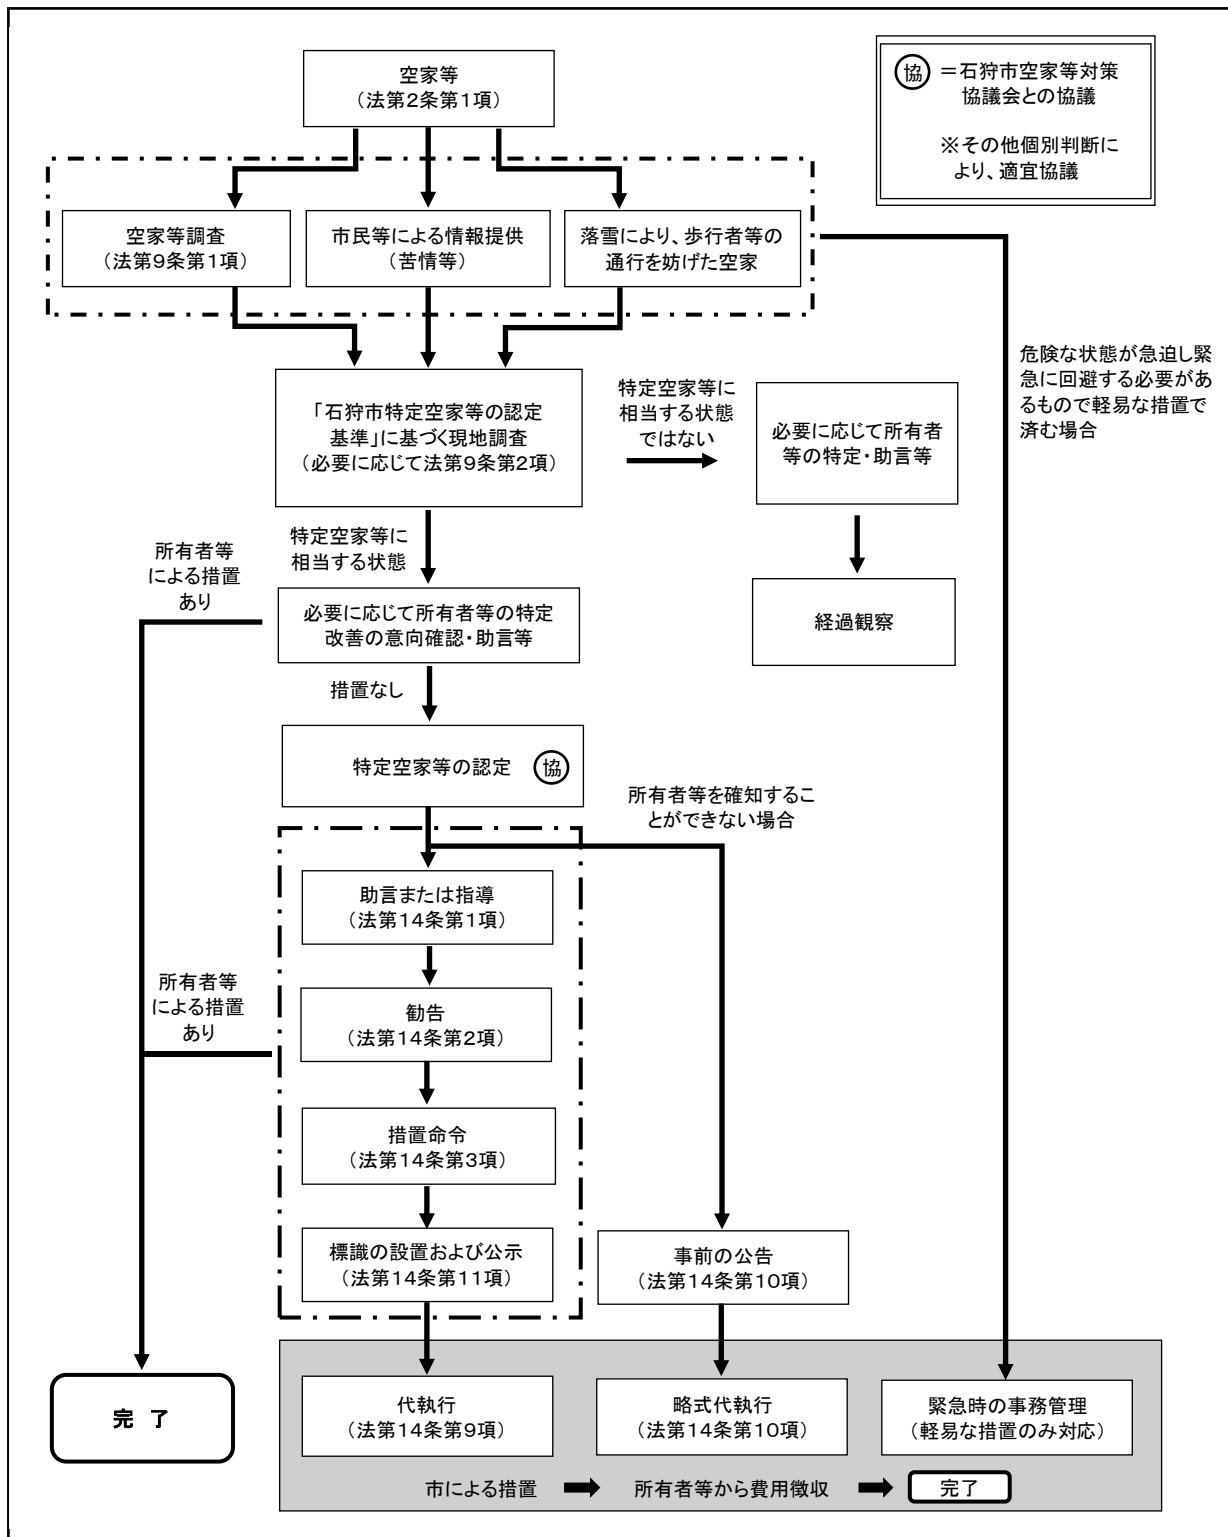 空家等
（法第２条第１項）
協
＝石狩市空家等対策
協議会との協議
※その他個別判断に
より、適宜協議
空家等調査
（法第９条第１項）
市民等による情報提供
（苦情等）
落雪により、歩行者等の
通行を妨げた空家
危険な状態が急迫し緊
急に回避する必要があ
るもので軽易な措置で
済む場合
「石狩市特定空家等の認定
基準」に基づく現地調査
（必要に応じて法第９条第２項）
特定空家等に
相当する状態
ではない
必要に応じて所有者
等の特定・助言等
特定空家等に
相当する状態
所有者等
による措置
あり
必要に応じて所有者等の特定
改善の意向確認・助言等
経過観察
措置なし
特定空家等の認定
協
所有者等を確知するこ
とができない場合
助言または指導
（法第１４条第１項）
所有者等
による措置
あり
勧告
（法第１４条第２項）
措置命令
（法第１４条第３項）
標識の設置および公示
（法第１４条第１１項）
事前の公告
（法第１４条第１０項）
完 了
代執行
（法第１４条第９項）
略式代執行
（法第１４条第１０項）
緊急時の事務管理
（軽易な措置のみ対応）
市による措置
所有者等から費用徴収
完了